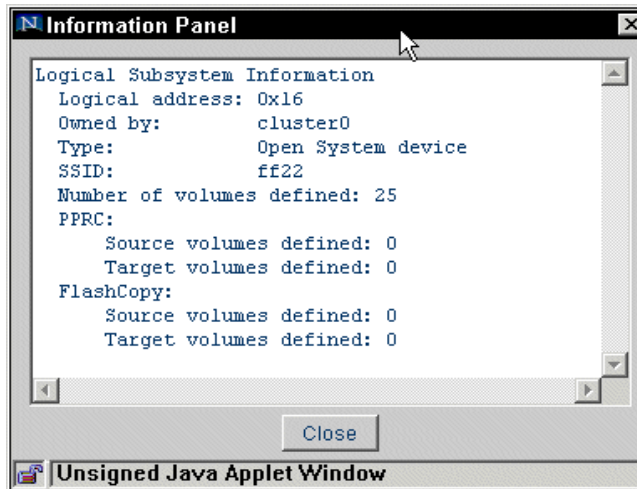 Information Panel
Logical Subsystem Information
Logical address: 0x16
Owned by: cluster0
Type: Open System device
SSID: ff22
Number of volumes defined: 25
PPRC:
Source volumes defined: 0
Target volumes defined: 0
FlashCopy:
Source volumes defined: 0
Target volumes defined: 0
Close
Unsigned Java Applet Window